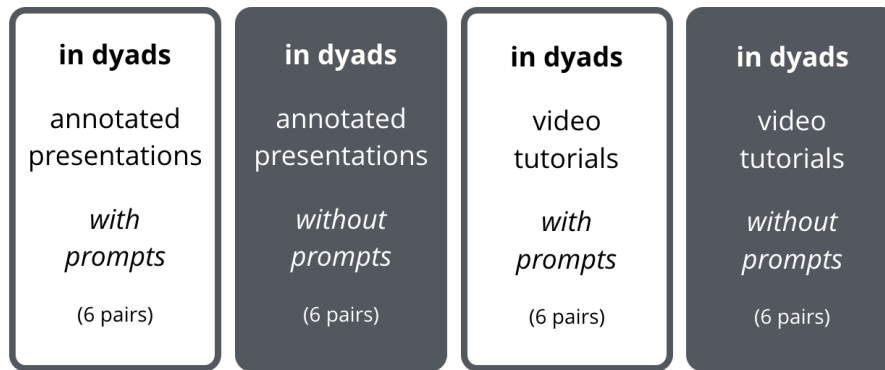 in dyads
annotated
presentations
with
prompts
(6 pairs)
in dyads
annotated
presentations
without
prompts
(6 pairs)
in dyads
video
tutorials
with
prompts
(6 pairs)
in dyads
video
tutorials
without
prompts
(6 pairs)